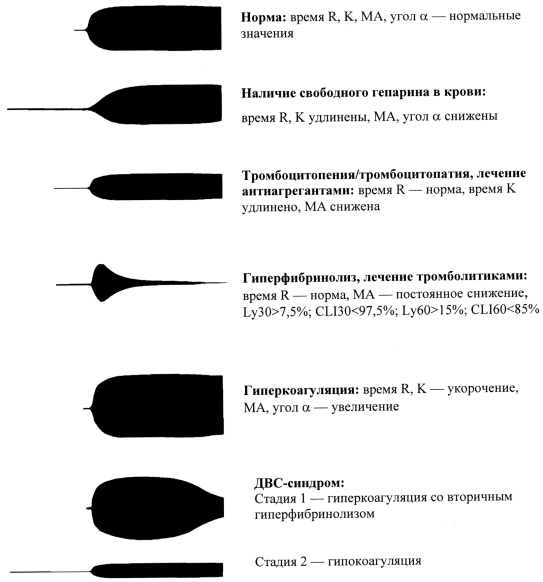 Норма: время R, K, MA, угол α — нормальные
значения
Наличие свободного гепарина в крови:
время R, K удлинены, MA, угол α снижены
Тромбоцитопения/тромбоцитопатия, лечение
антиагрегантами: время R — норма, время K
удлинено, MA снижена
Гиперфибринолиз, лечение тромболитиками:
время R — норма, MA — постоянное снижение,
Ly30>7,5%; CLI30<97,5%; Ly60>15%; CLI60<85%
Гиперкоагуляция: время R, K — укорочение,
MA, угол α — увеличение
ДВС-синдром:
Стадия 1 — гиперкоагуляция со вторичным
гиперфибринолизом
Стадия 2 — гипокоагуляция